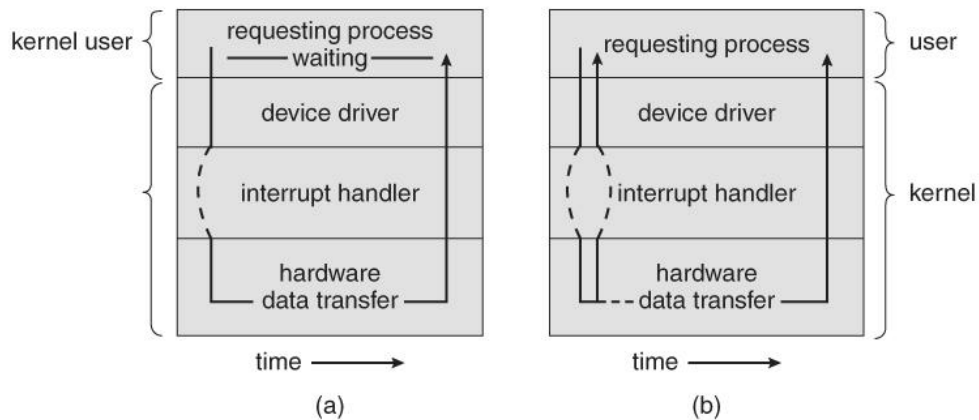 kernel user
requesting process
waiting
device driver
interrupt handler
hardware
data transfer
time
(a)
requesting process
user
device driver
interrupt handler
kernel
hardware
data transfer
time
(b)